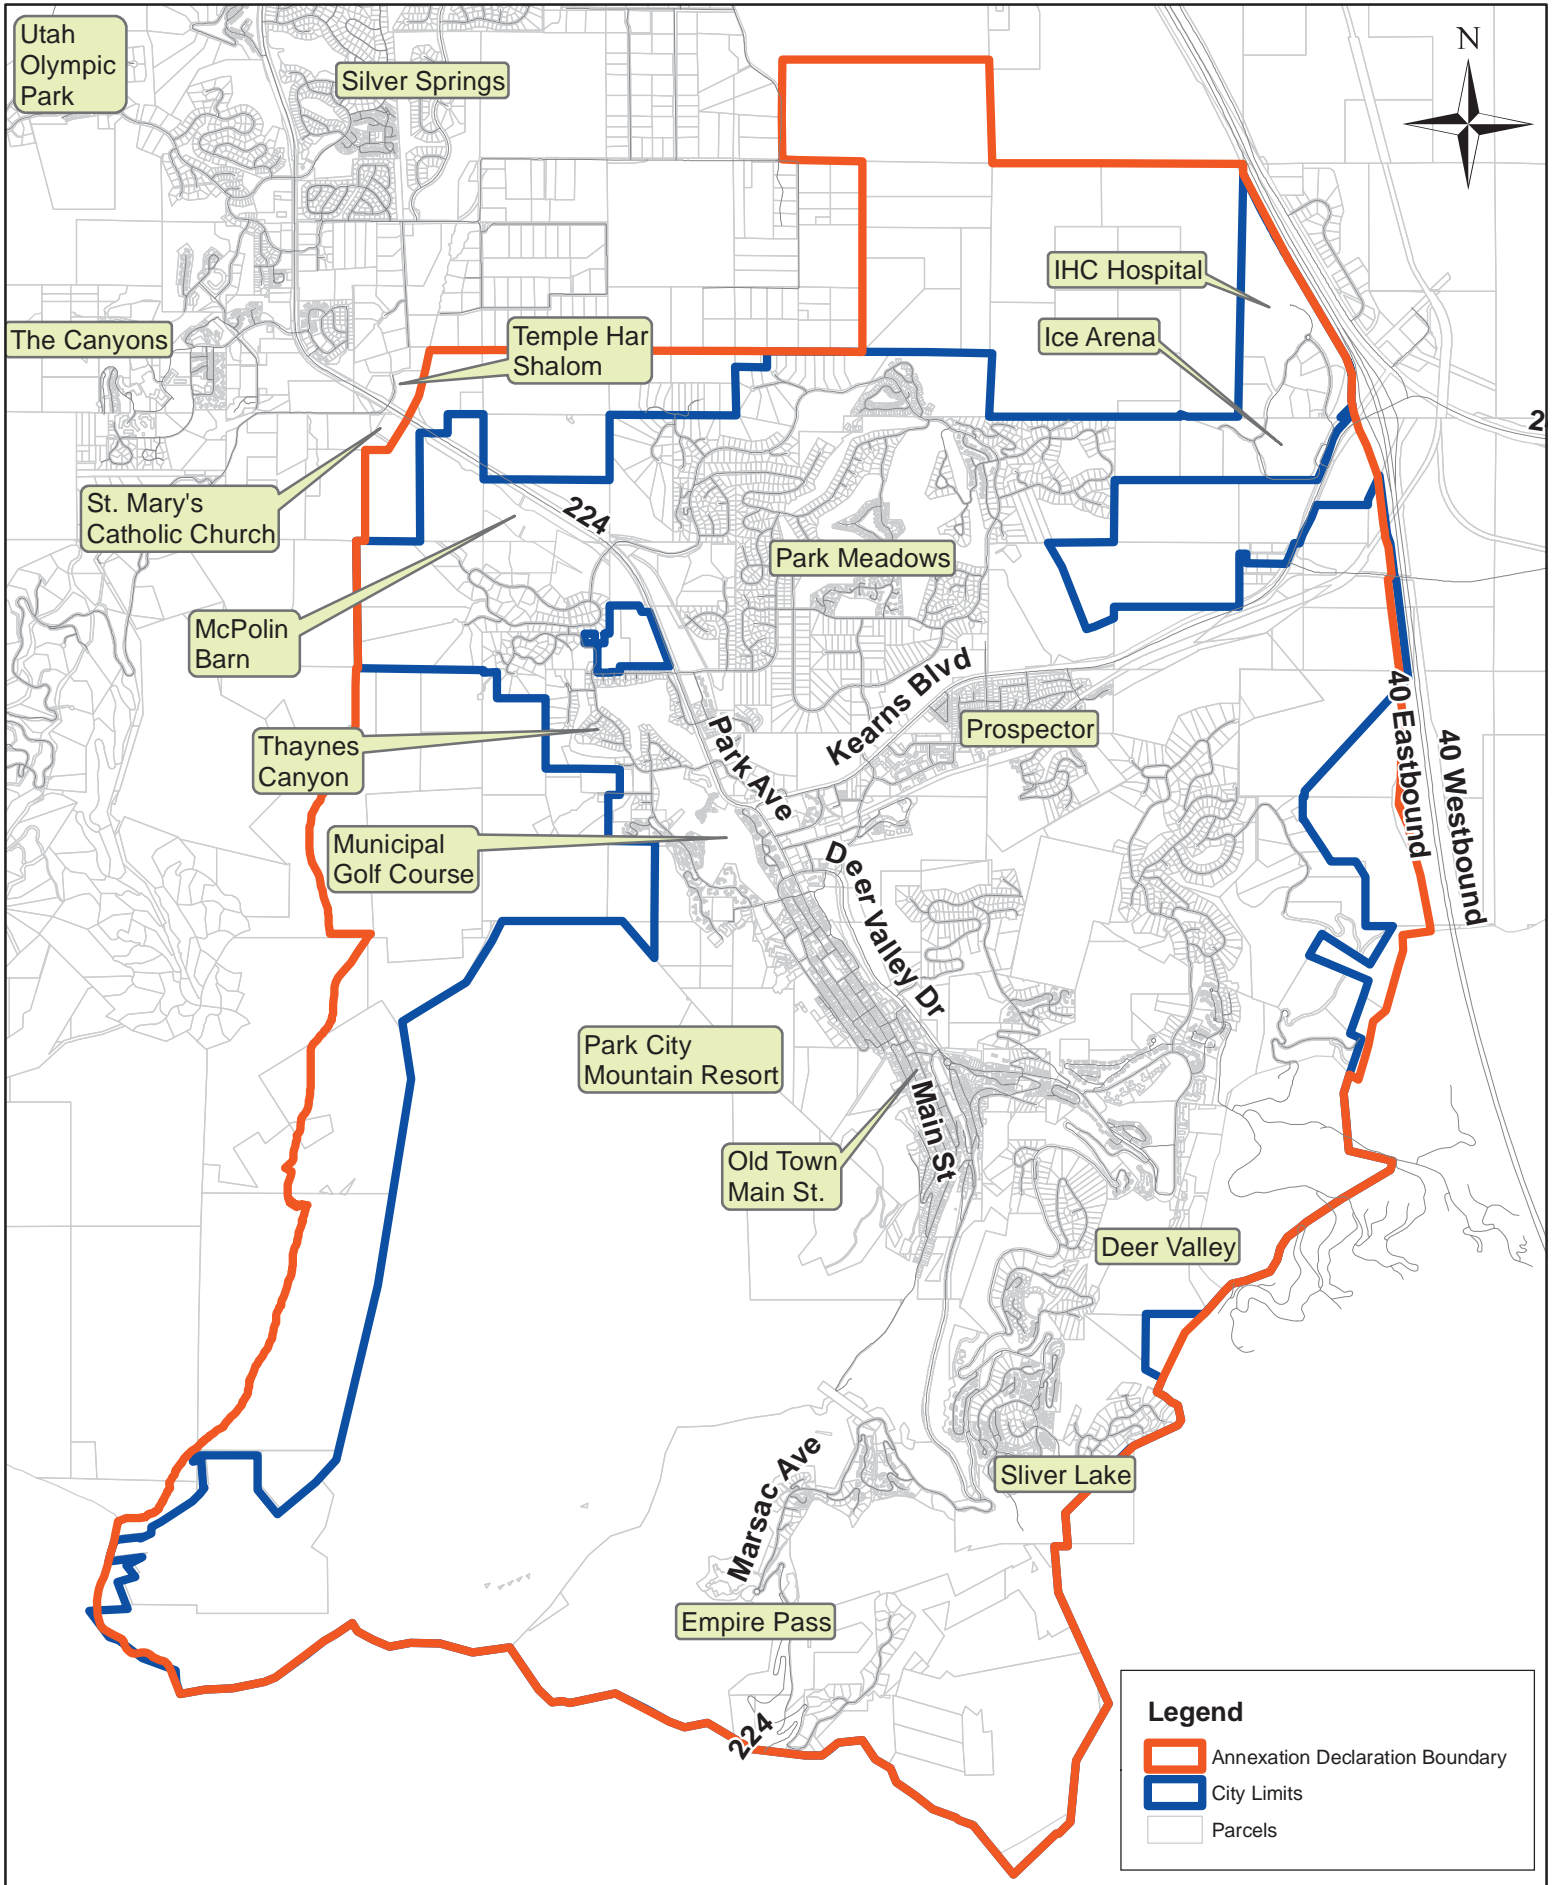 Utah
Olympic
Park
Silver Springs
N
IHC Hospital
The Canyons
Temple Har
Shalom
Ice Arena
2
St. Mary's
Catholic Church
224
Park Meadows
McPolin
Barn
Kearns Blvd
40 Eastbound
40 Westbound
Thaynes
Canyon
Park Ave
Prospector
Municipal
Golf Course
Deer Valley Dr
Park City
Mountain Resort
Main St
Old Town
Main St.
Deer Valley
Marsac Ave
Sliver Lake
Empire Pass
224
Legend
Annexation Declaration Boundary
City Limits
Parcels